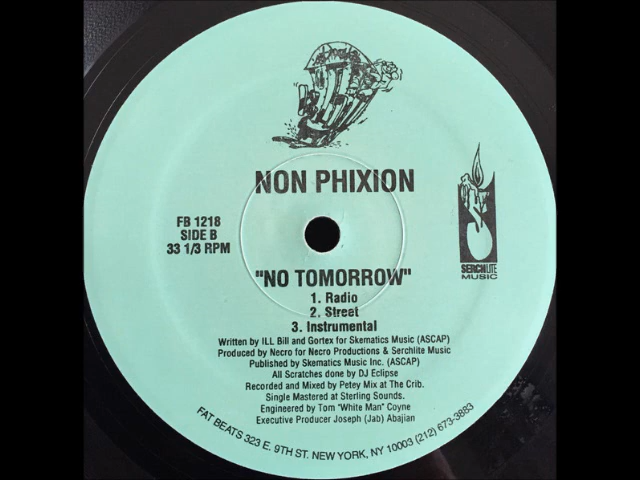 NON PHIXION
FB 1218
SIDE B
33 1/3 RPM
SERCHLITE
MUSIC
"NO TOMORROW"
1. Radio
2. Street
3. Instrumental
Written by ILL Bill and Gortex for Skematics Music (ASCAP)
Produced by Necro for Necro Productions & Serchlite Music
Published by Skematics Music Inc. (ASCAP)
All Scratches done by DJ Eclipse
Recorded and Mixed by Petey Mix at The Crib.
Single Mastered at Sterling Sounds.
Engineered by Tom "White Man" Coyne
Executive Producer Joseph (Jab) Abajian
FAT BEATS 323 E. 9TH ST. NEW YORK, NY 10003 (212) 673-3883